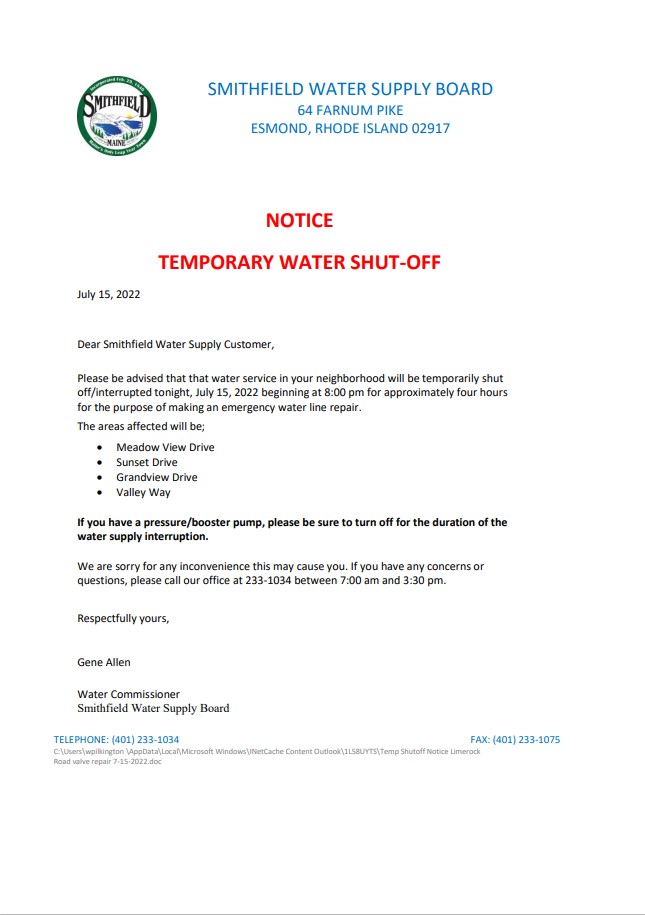 Incorporated Feb. 29, 1840
SMITHFIELD
MAINE
Maine's Only Leap Year Town
SMITHFIELD WATER SUPPLY BOARD
64 FARNUM PIKE
ESMOND, RHODE ISLAND 02917
NOTICE
TEMPORARY WATER SHUT-OFF
July 15, 2022
Dear Smithfield Water Supply Customer,
Please be advised that that water service in your neighborhood will be temporarily shut
off/interrupted tonight, July 15, 2022 beginning at 8:00 pm for approximately four hours
for the purpose of making an emergency water line repair.
The areas affected will be;
• Meadow View Drive
• Sunset Drive
• Grandview Drive
• Valley Way
If you have a pressure/booster pump, please be sure to turn off for the duration of the
water supply interruption.
We are sorry for any inconvenience this may cause you. If you have any concerns or
questions, please call our office at 233-1034 between 7:00 am and 3:30 pm.
Respectfully yours,
Gene Allen
Water Commissioner
Smithfield Water Supply Board
TELEPHONE: (401) 233-1034 FAX: (401) 233-1075
C:\Users\wpilkington \AppData\Local\Microsoft Windows\INetCache Content Outlook\1LS8UYTS\Temp Shutoff Notice Limerock
Road valve repair 7-15-2022.doc